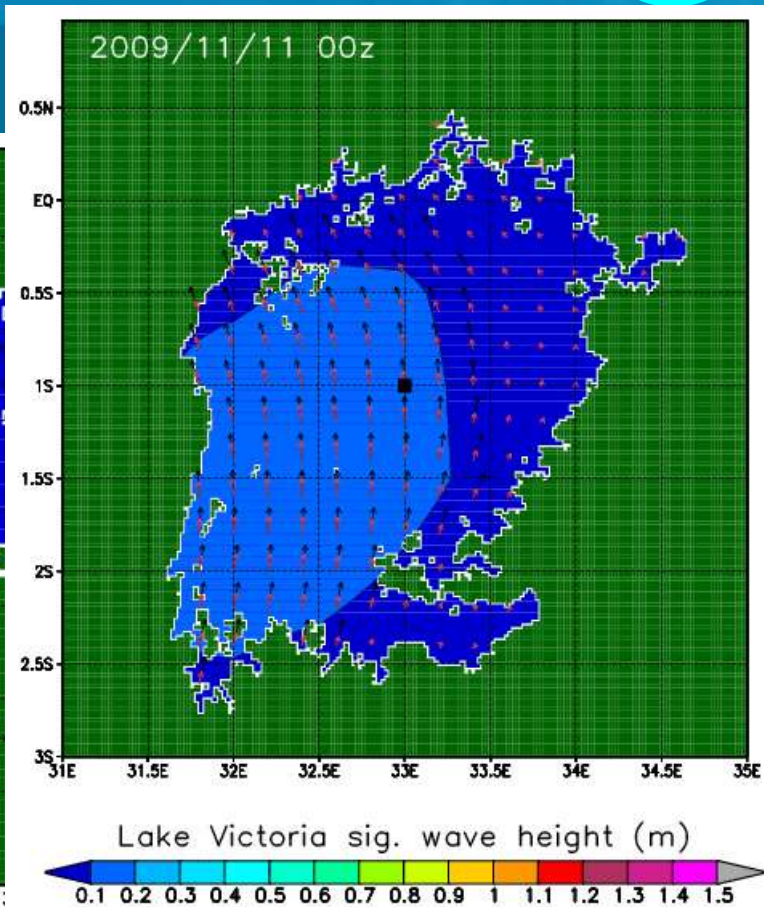 2009/11/11 00z
0.5N
EQ
0.5S
1S
1.5S
2S
2.5S
3S
31E 31.5E 32E 32.5E 33E 33.5E 34E 34.5E 35E
Lake Victoria sig. wave height (m)
0.1 0.2 0.3 0.4 0.5 0.6 0.7 0.8 0.9 1 1.1 1.2 1.3 1.4 1.5